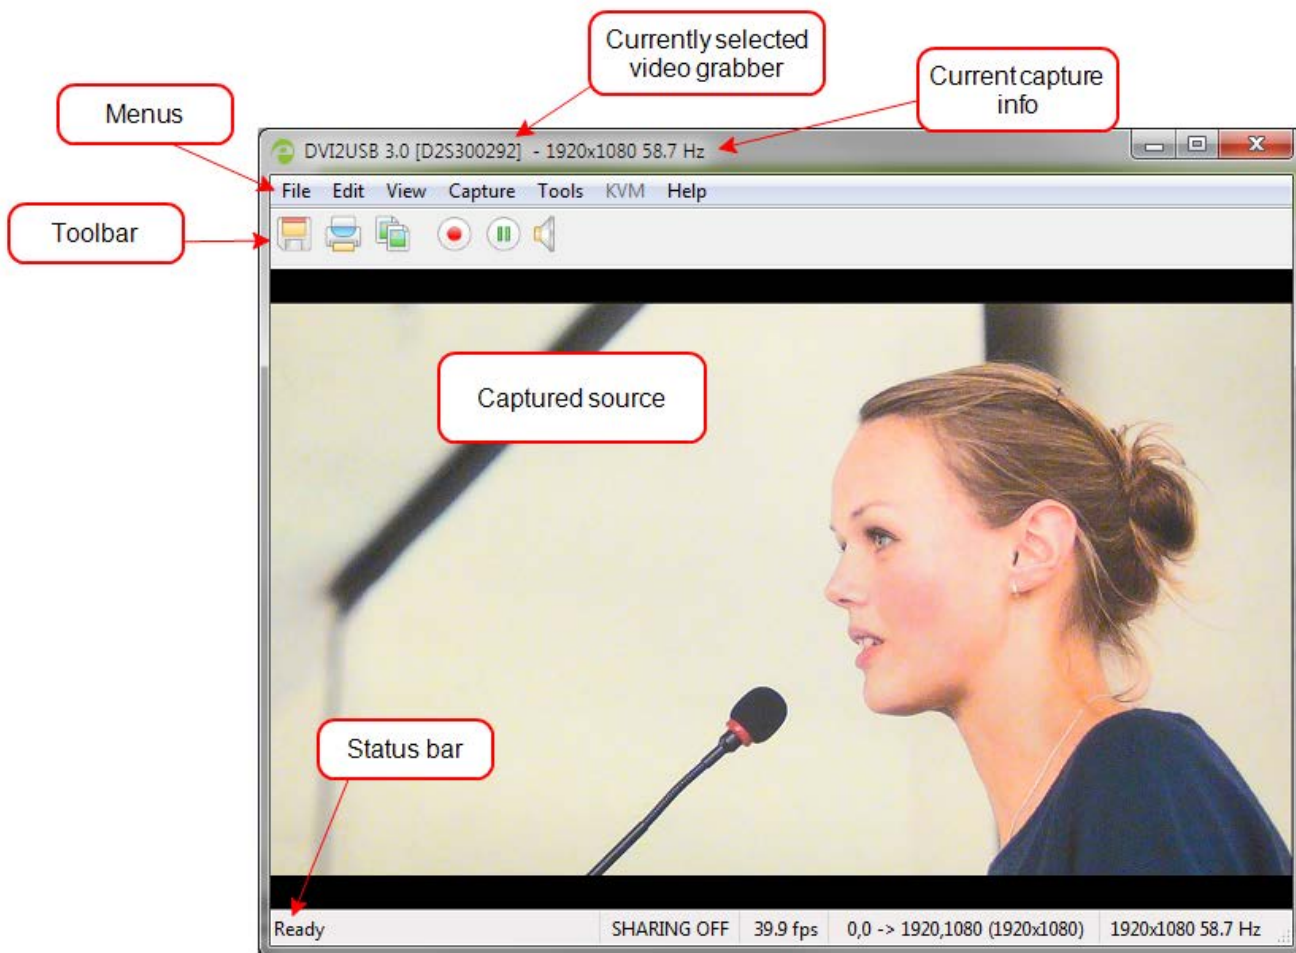 Currently selected
video grabber
Current capture
info
Menus
DVI2USB 3.0 [D2S300292] - 1920x1080 58.7 Hz
File Edit View Capture Tools KVM Help
Toolbar
Captured source
Status bar
Ready SHARING OFF 39.9 fps 0,0 -> 1920,1080 (1920x1080) 1920x1080 58.7 Hz